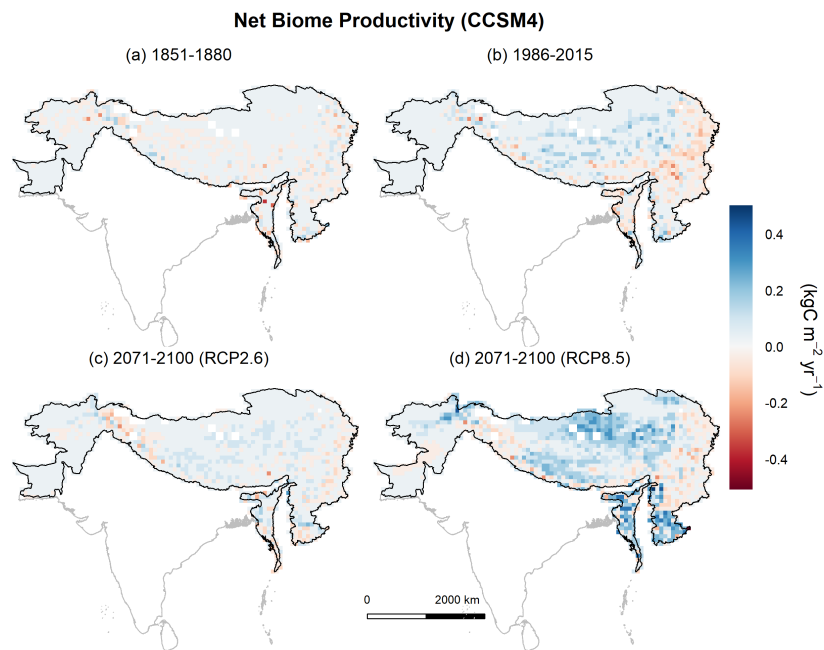 Net Biome Productivity (CCSM4)
(a) 1851-1880
(b) 1986-2015
0.4
0.2
0.0
-0.2
-0.4
(kgC m⁻² yr⁻¹)
(c) 2071-2100 (RCP2.6)
(d) 2071-2100 (RCP8.5)
0 2000 km